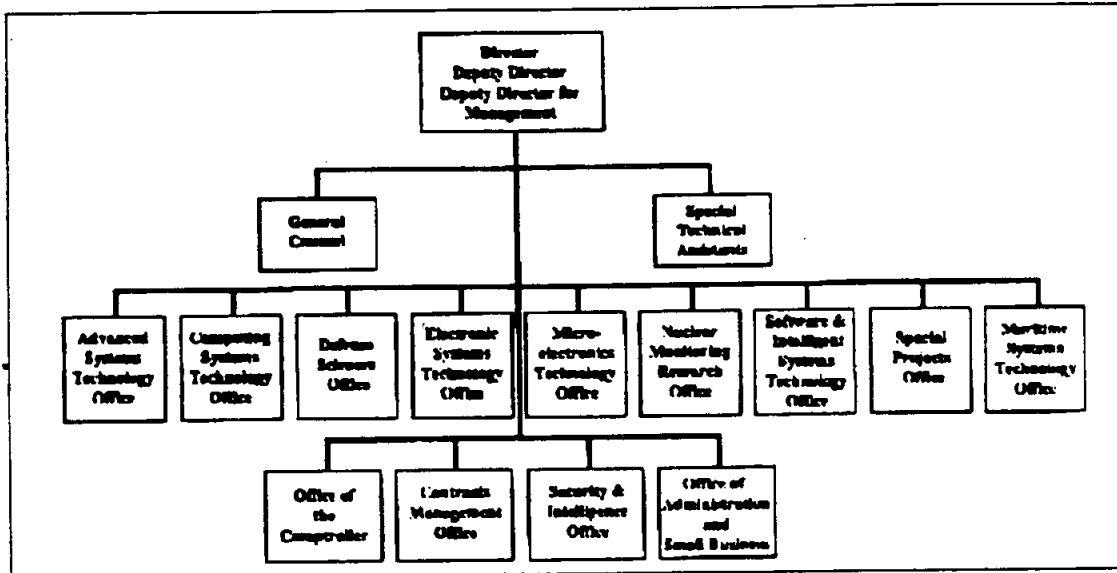 Director
Deputy Director
Deputy Director for
Management
General
Counsel
Special
Technical
Assistants
Advanced
Systems
Technology
Office
Computing
Systems
Technology
Office
Defense
Sciences
Office
Electronic
Systems
Technology
Office
Micro-
electronics
Technology
Office
Nuclear
Monitoring
Research
Office
Software &
Intelligent
Systems
Technology
Office
Special
Projects
Office
Maritime
Systems
Technology
Office
Office of
the
Comptroller
Contracts
Management
Office
Security &
Intelligence
Office
Office of
Administration
and
Small Business